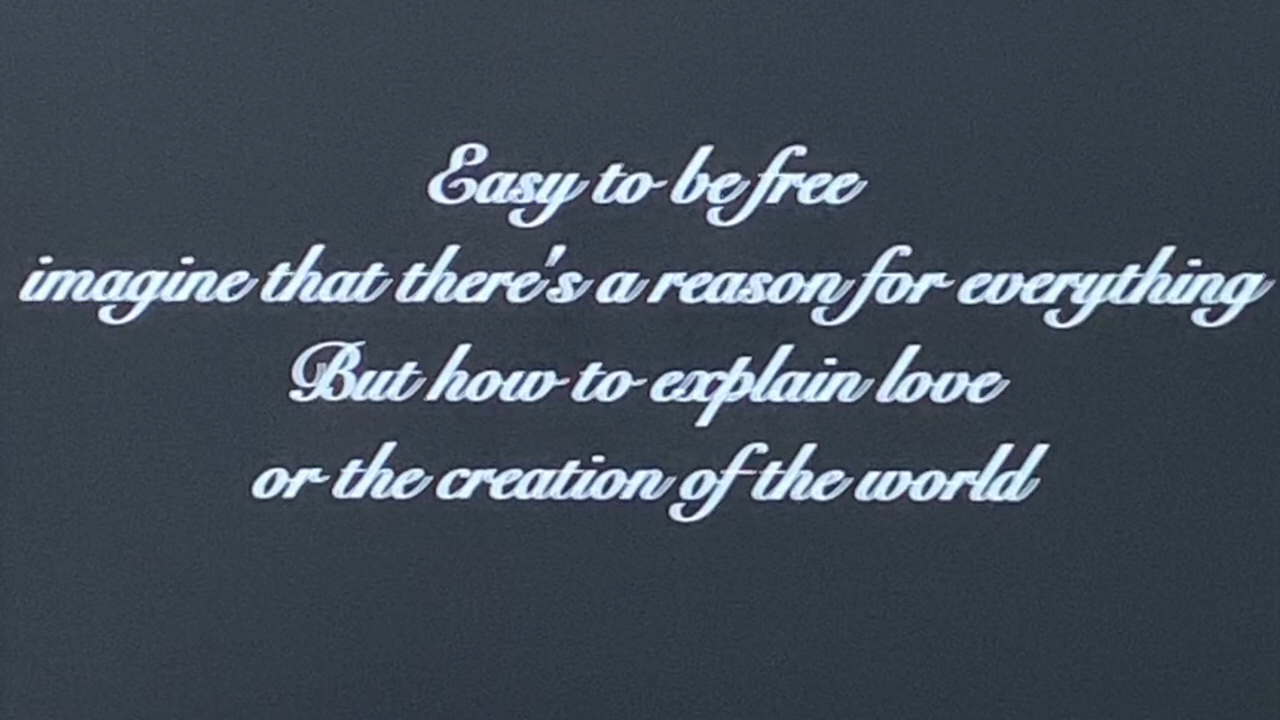 Easy to be free
imagine that there's a reason for everything
But how to explain love
or the creation of the world